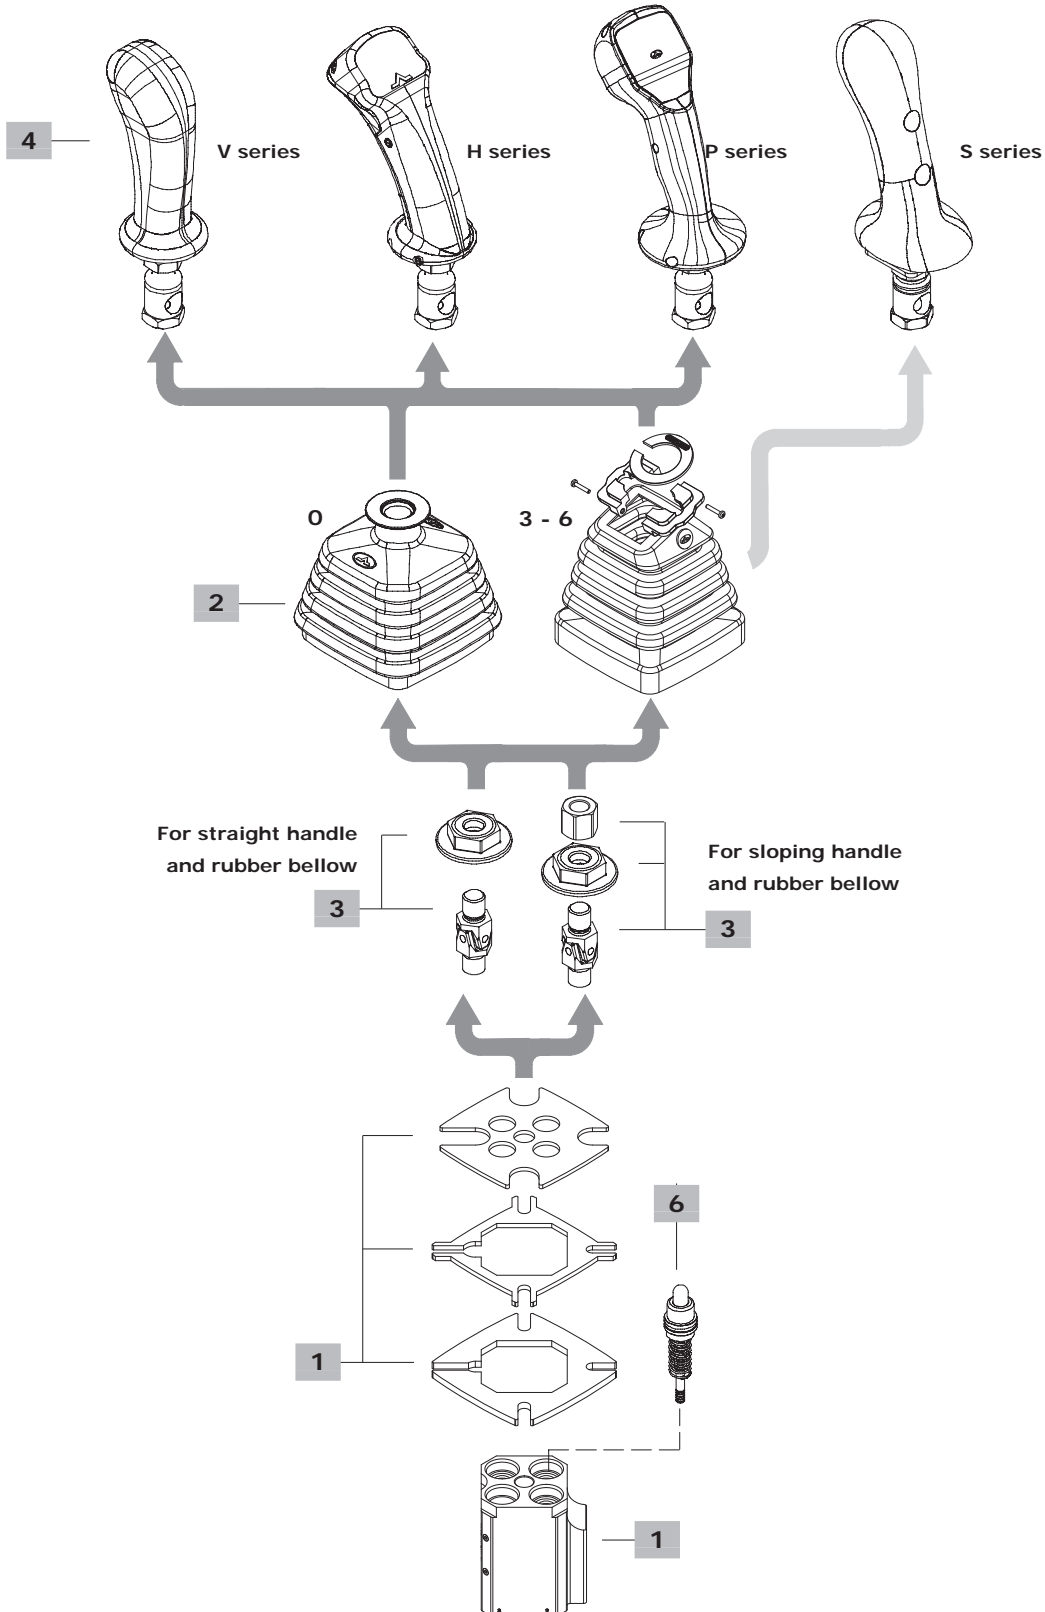 4
V series
H series
P series
S series
0
3 - 6
2
For straight handle
and rubber bellow
3
For sloping handle
and rubber bellow
3
6
1
1